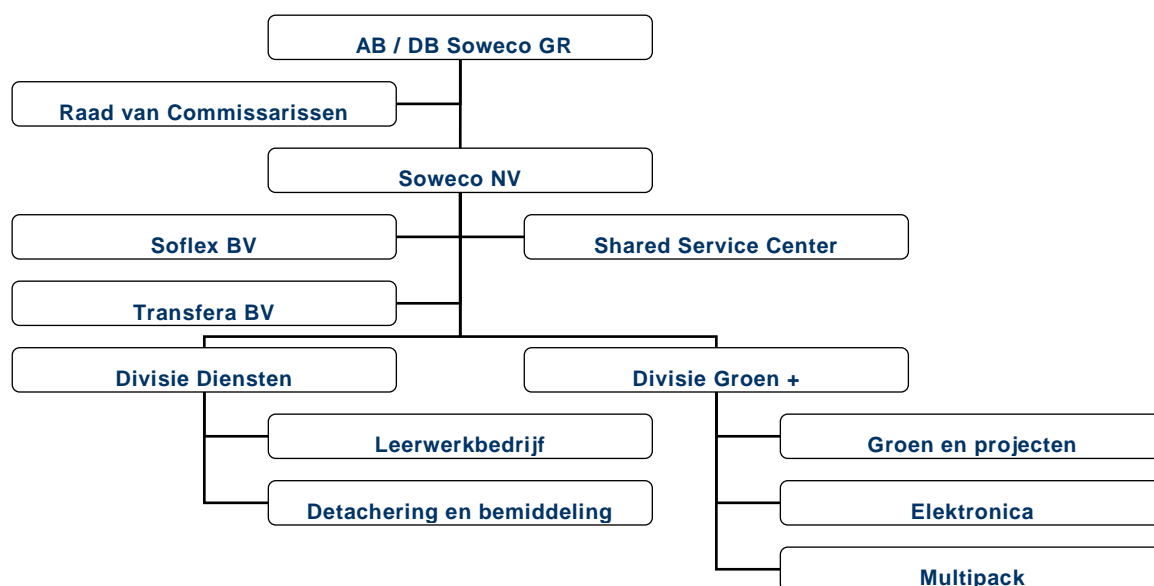 AB / DB Soweco GR
Raad van Commissarissen
Soweco NV
Soflex BV
Shared Service Center
Transfera BV
Divisie Diensten
Divisie Groen +
Leerwerkbedrijf
Groen en projecten
Detachering en bemiddeling
Elektronica
Multipack